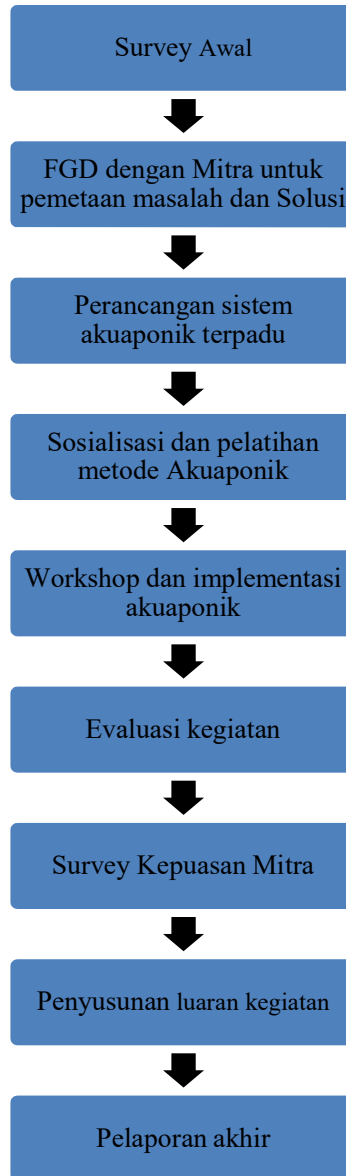 Survey Awal
FGD dengan Mitra untuk
pemetaan masalah dan Solusi
Perancangan sistem
akuaponik terpadu
Sosialisasi dan pelatihan
metode Akuaponik
Workshop dan implementasi
akuaponik
Evaluasi kegiatan
Survey Kepuasan Mitra
Penyusunan luaran kegiatan
Pelaporan akhir